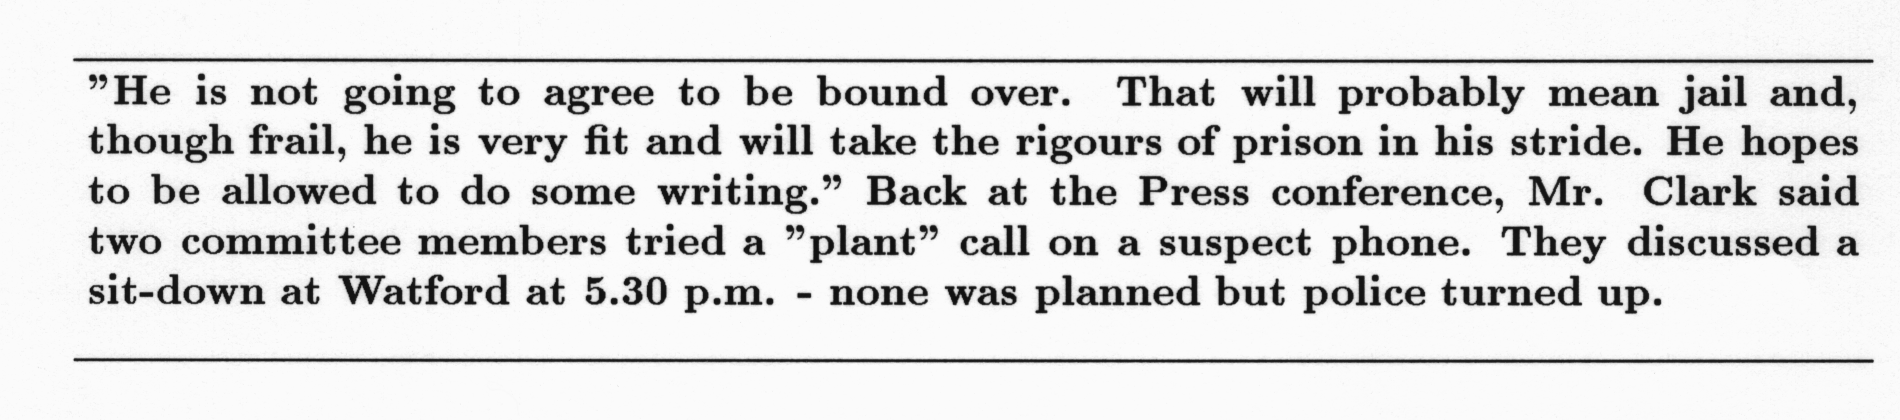 ”He is not going to agree to be bound over. That will probably mean jail and,
though frail, he is very fit and will take the rigours of prison in his stride. He hopes
to be allowed to do some writing.” Back at the Press conference, Mr. Clark said
two committee members tried a ”plant” call on a suspect phone. They discussed a
sit-down at Watford at 5.30 p.m. - none was planned but police turned up.